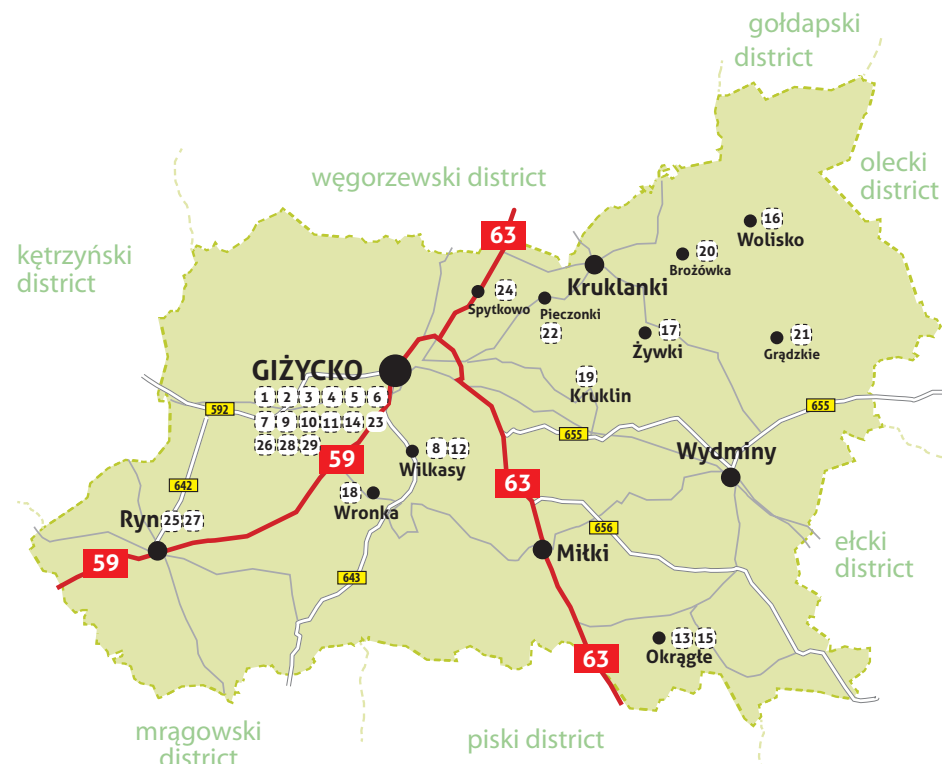 gołdapski
district
olecki
district
węgorzewski district
kętrzyński
district
63
16
Wolisko
20
Brożówka
Kruklanki
24
Spytkowo
Pieczonki
22
17
Żywki
21
Grądzkie
GIŻYCKO
19
Kruklin
1 2 3 4 5 6
7 9 10 11 14 23
26 28 29
592
59
655
655
8 12
Wilkasy
Wydminy
63
642
18
Wronka
Ryn 25 27
656
Miłki
59
643
ełcki
district
13 15
Okrągłe
63
mrągowski
district
piski district